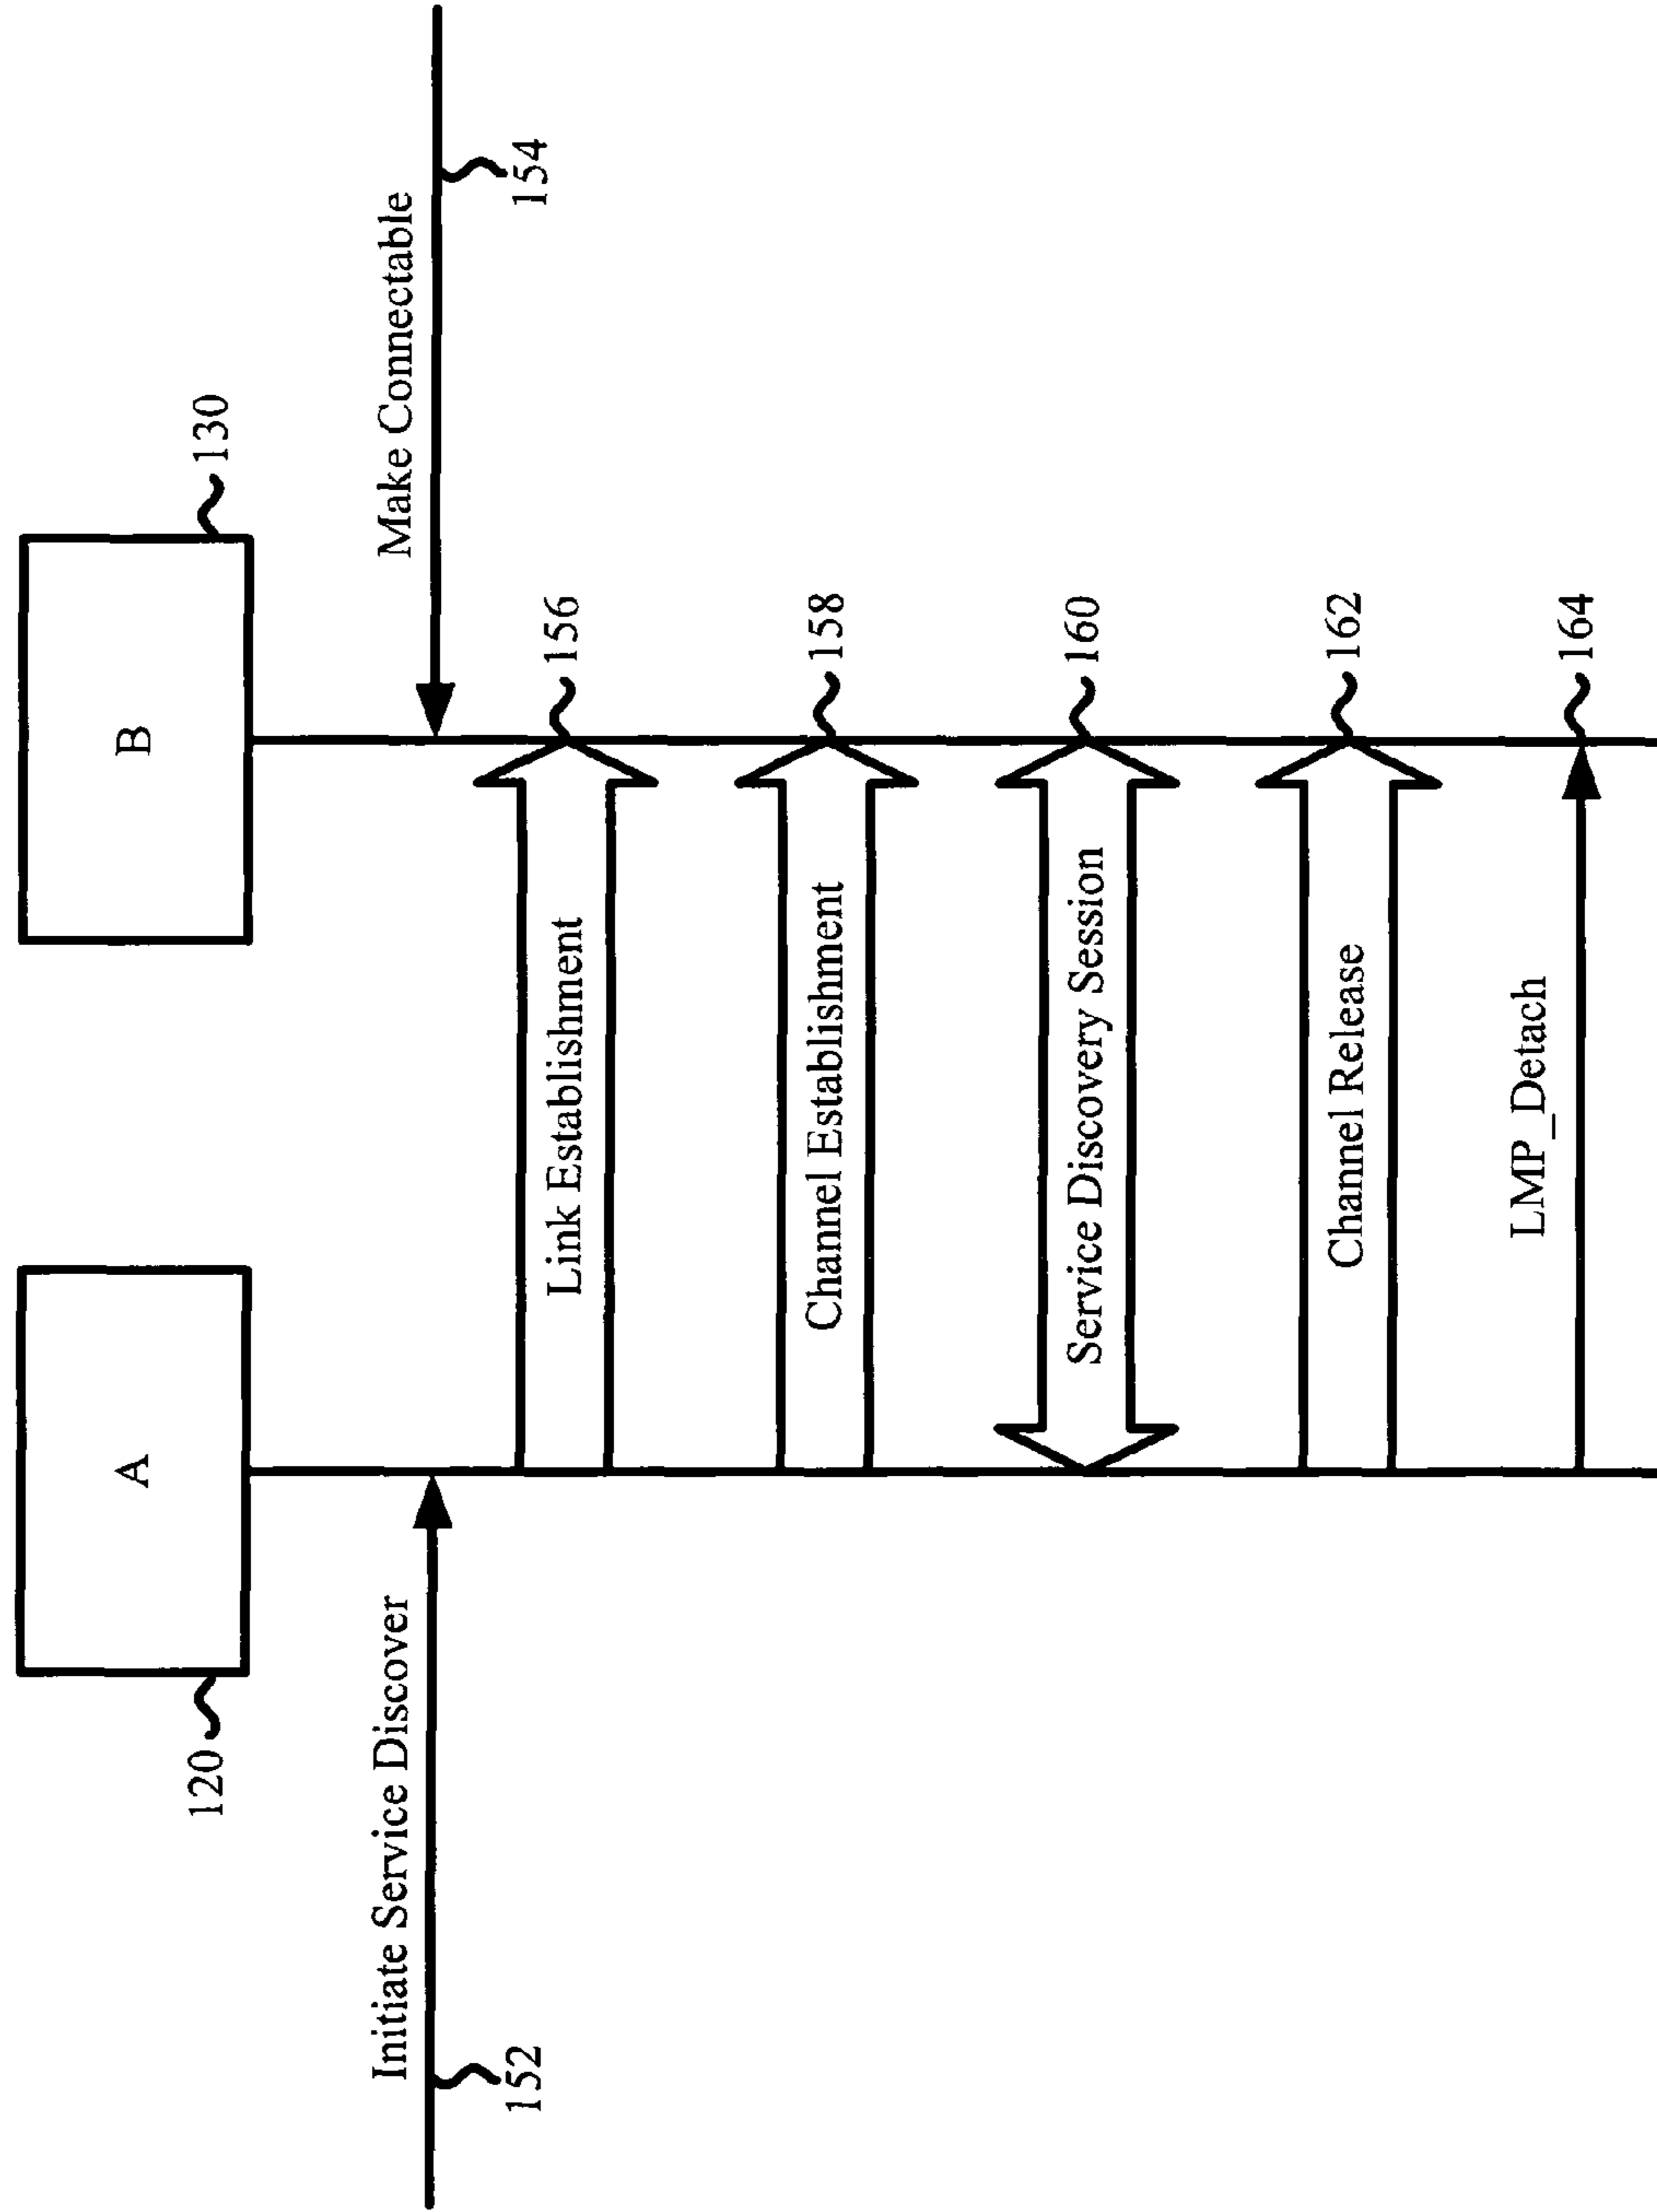 A
B
120
130
Initiate Service Discover
Make Connectable
152
154
Link Establishment
156
Channel Establishment
158
Service Discovery Session
160
Channel Release
162
LMP_Detach
164